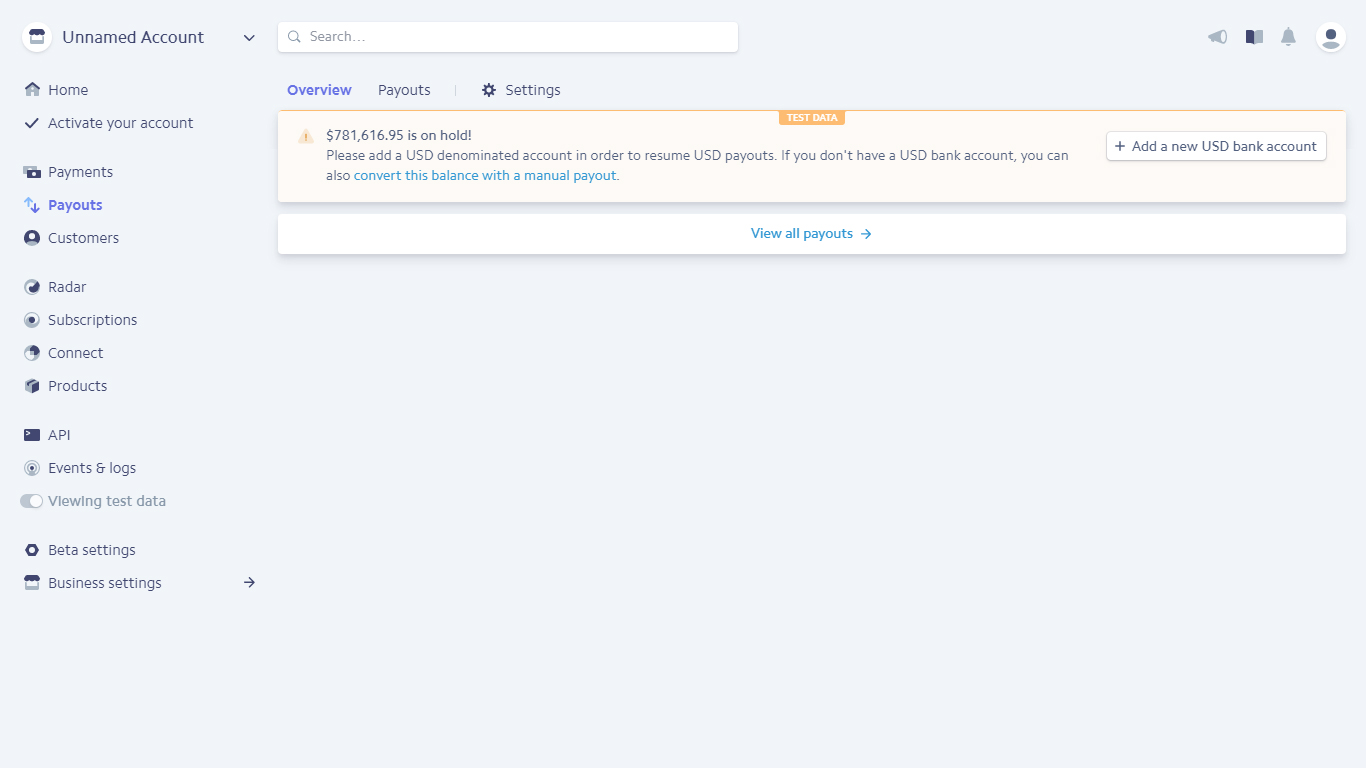 Unnamed Account
Search...
Home
Activate your account
Payments
Payouts
Customers
Radar
Subscriptions
Connect
Products
API
Events & logs
Viewing test data
Beta settings
Business settings
Overview
Payouts
Settings
TEST DATA
$781,616.95 is on hold!
Please add a USD denominated account in order to resume USD payouts. If you don't have a USD bank account, you can
also convert this balance with a manual payout.
+ Add a new USD bank account
View all payouts →